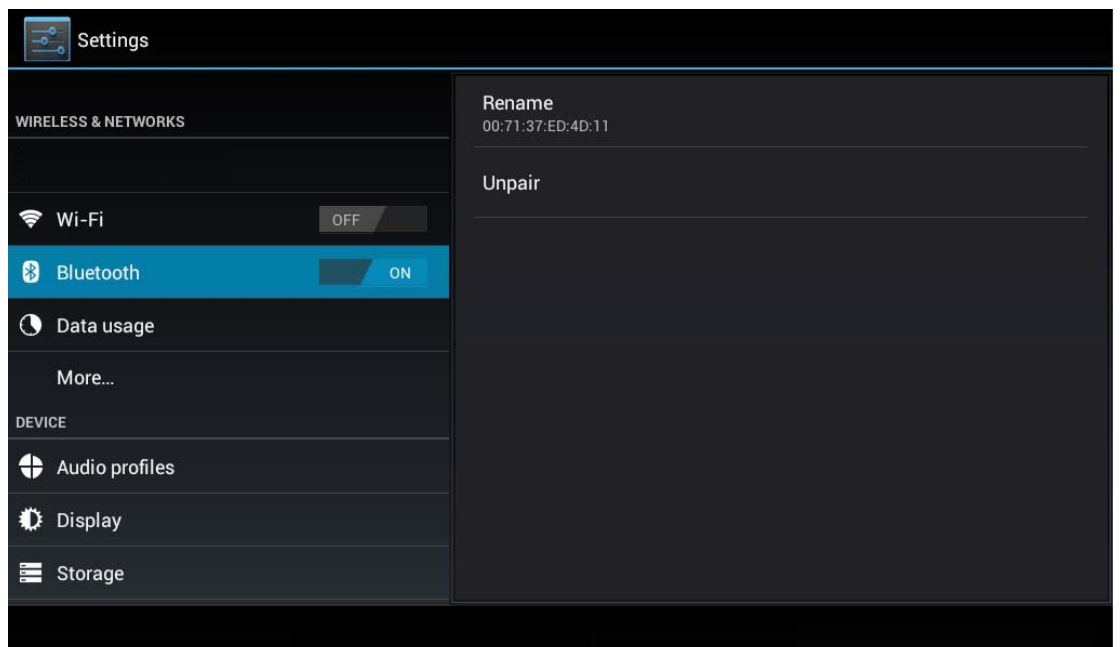 Settings
WIRELESS & NETWORKS
Wi-Fi
OFF
Bluetooth
ON
Data usage
More...
DEVICE
Audio profiles
Display
Storage
Rename
00:71:37:ED:4D:11
Unpair